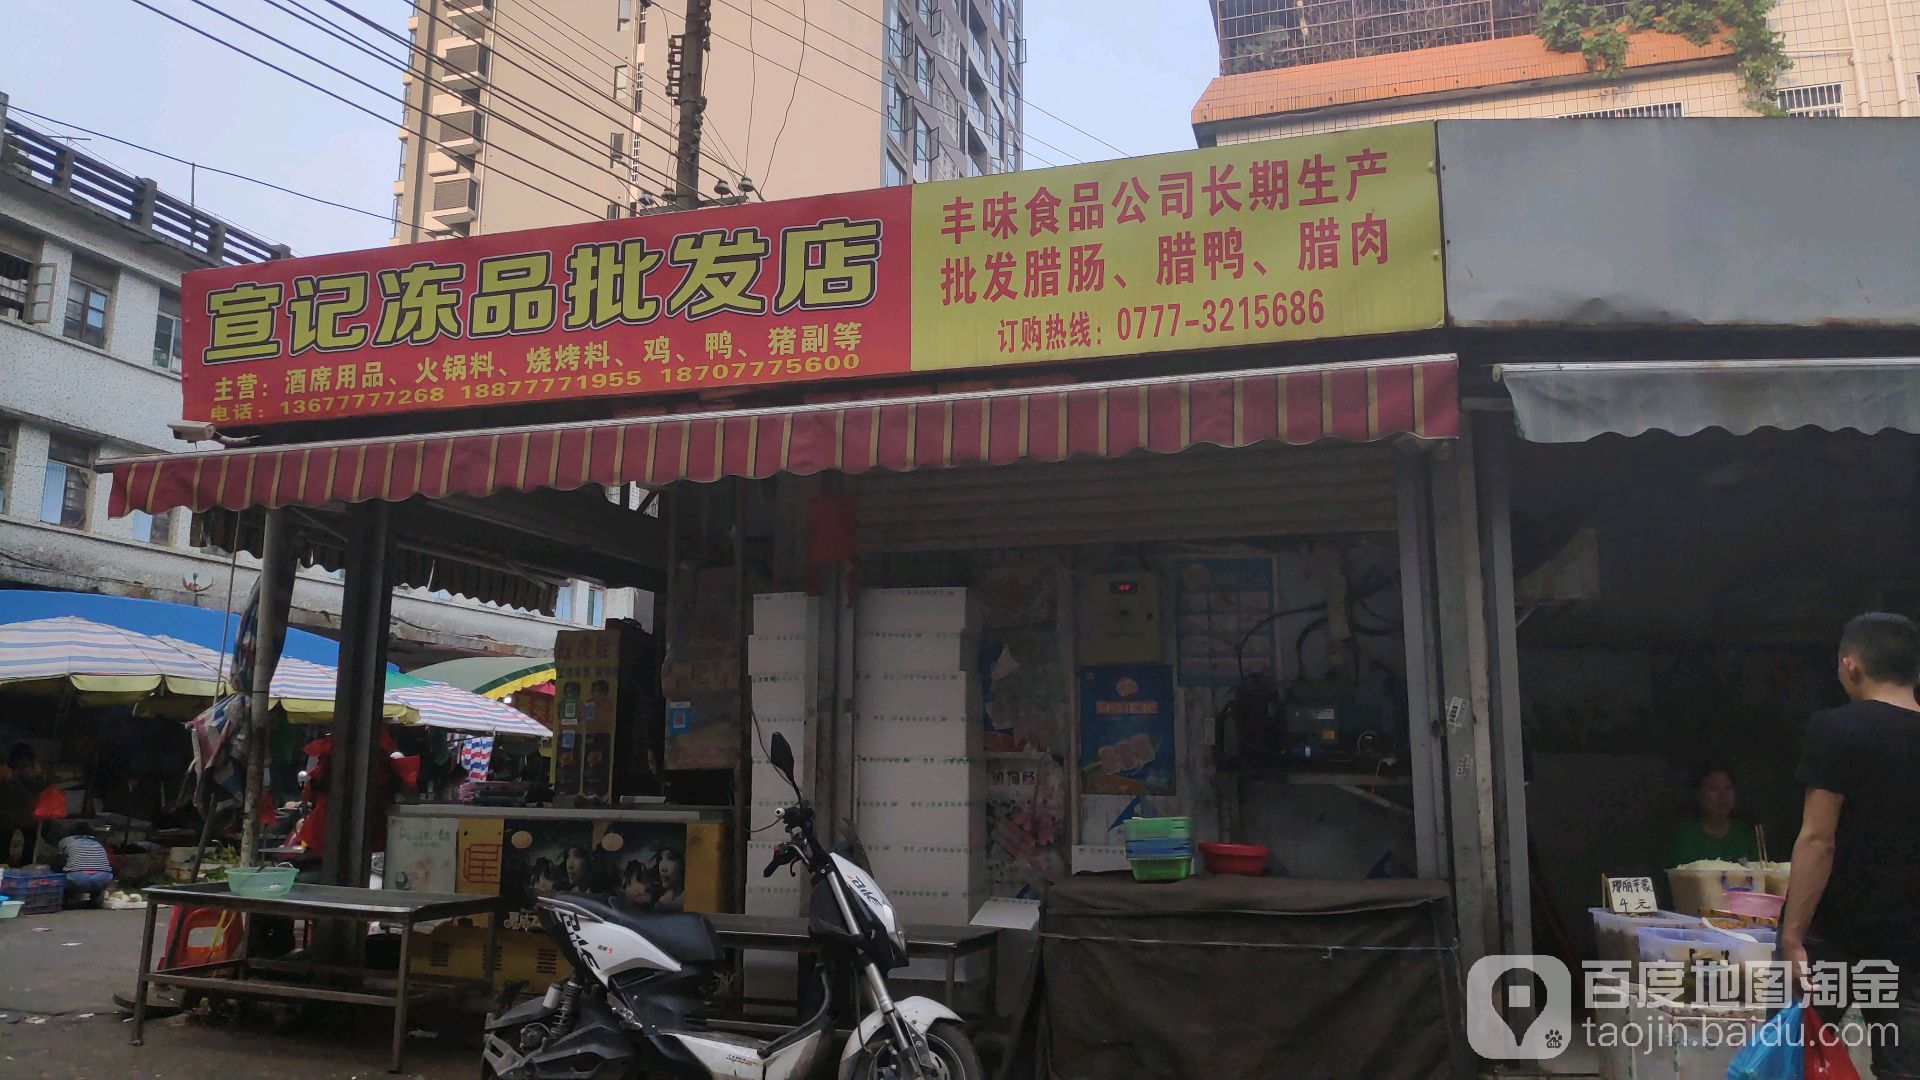 宣记冻品批发店
主营：酒席用品、火锅料、烧烤料、鸡、鸭、猪副等
电话：13677777268 18877771955 18707775600
丰味食品公司长期生产
批发腊肠、腊鸭、腊肉
订购热线：0777-3215686
4元
百度地图淘金
taojin.baidu.com